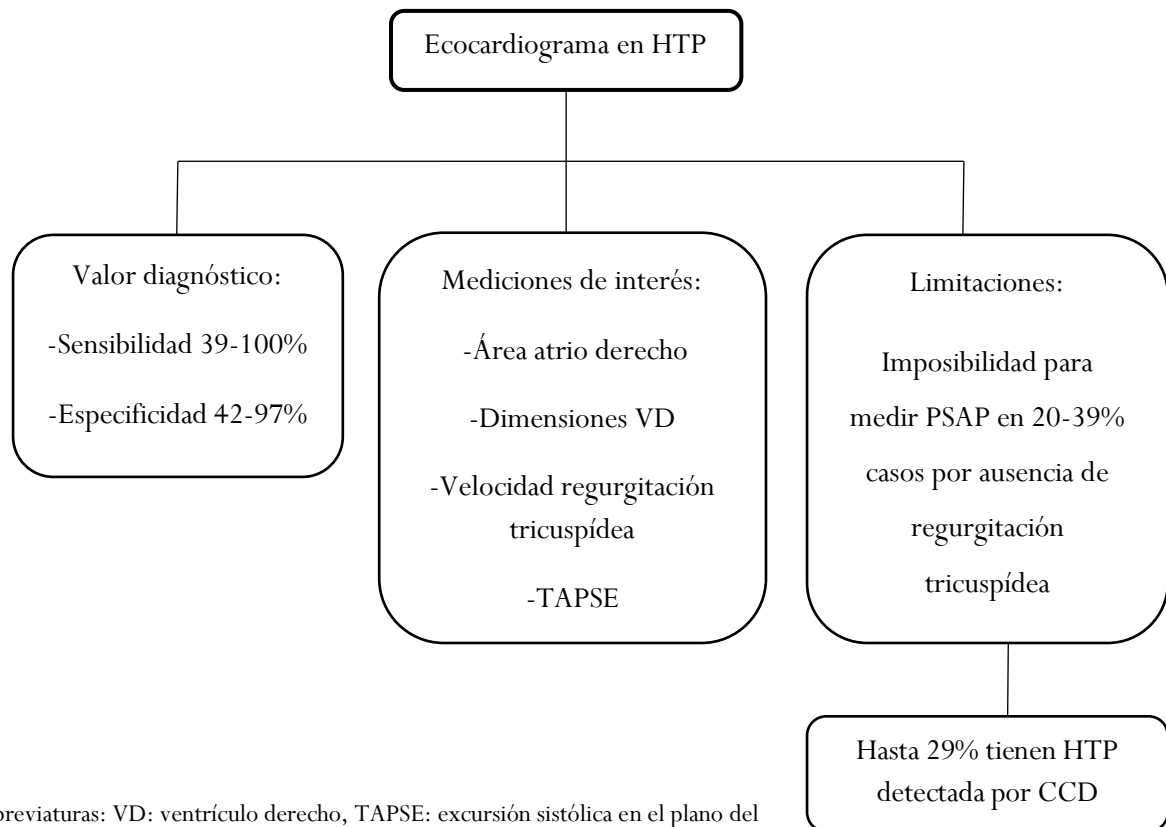 Ecocardiograma en HTP
Valor diagnóstico:
-Sensibilidad 39-100%
-Especificidad 42-97%
Mediciones de interés:
-Área atrio derecho
-Dimensiones VD
-Velocidad regurgitación
tricuspídea
-TAPSE
Limitaciones:
Imposibilidad para
medir PSAP en 20-39%
casos por ausencia de
regurgitación
tricuspídea
Hasta 29% tienen HTP
detectada por CCD
breviaturas: VD: ventrículo derecho, TAPSE: excursión sistólica en el plano del